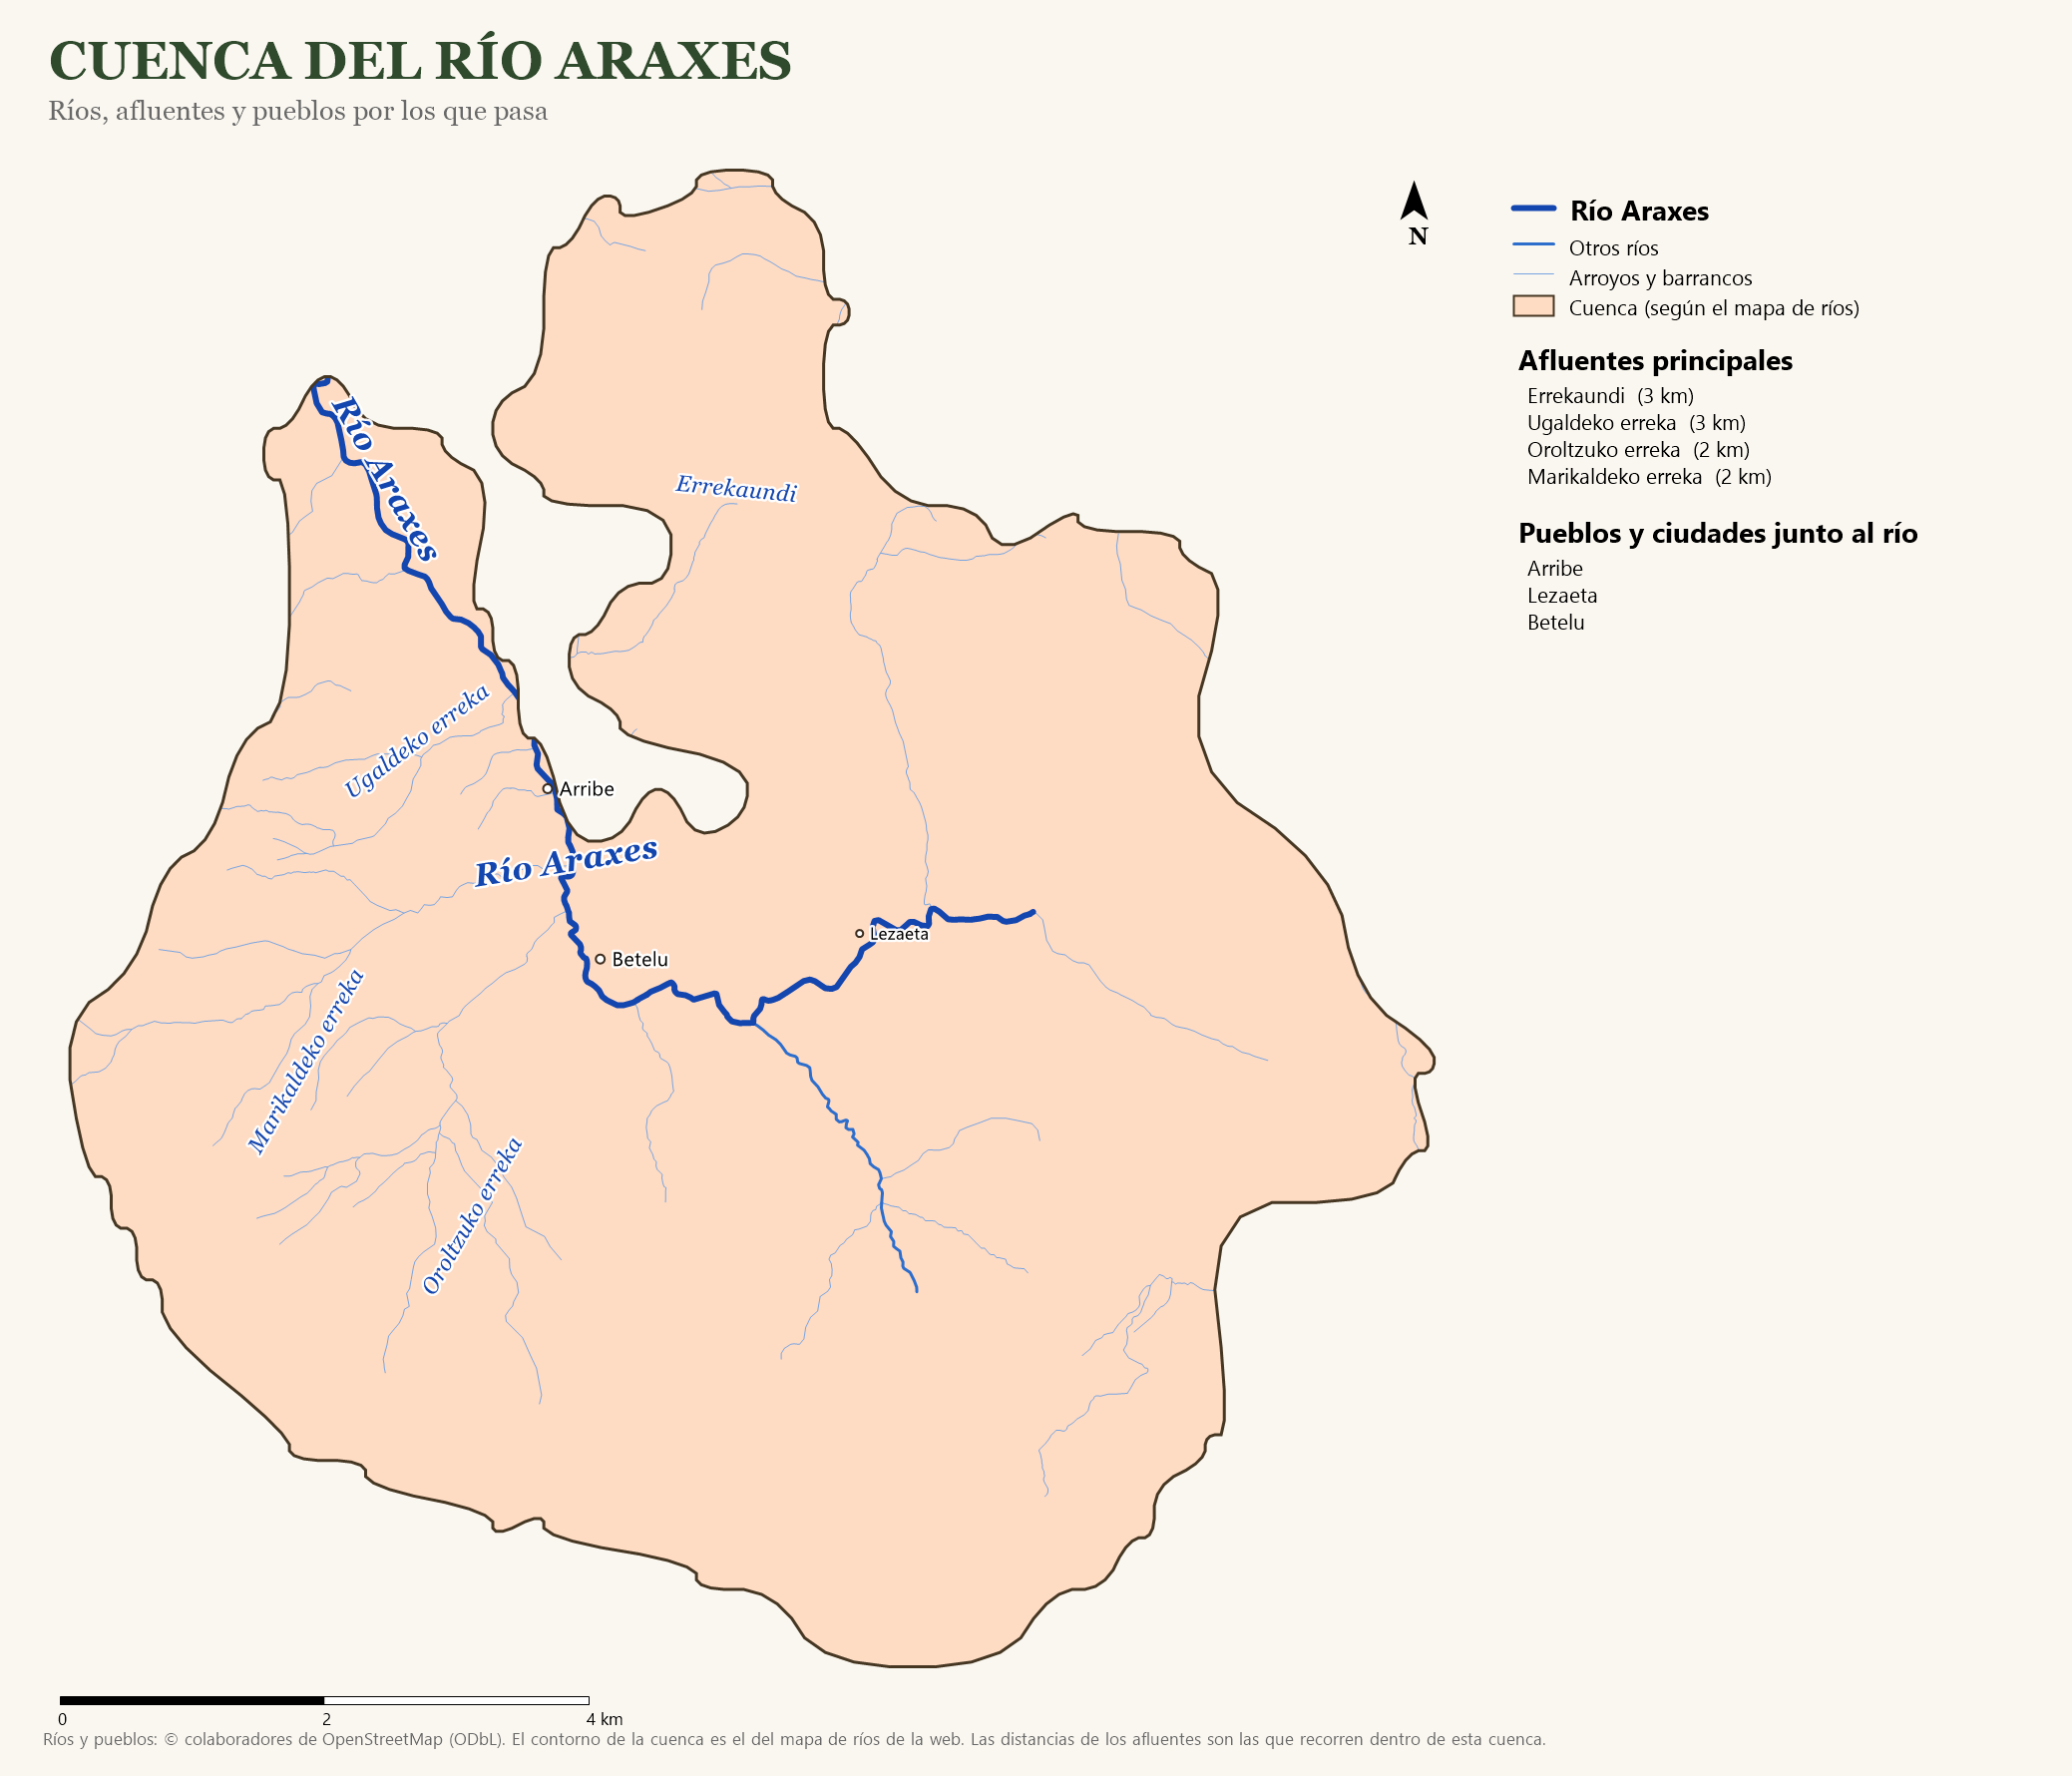 CUENCA DEL RÍO ARAXES
Ríos, afluentes y pueblos por los que pasa
N
Río Araxes
Otros ríos
Arroyos y barrancos
Cuenca (según el mapa de ríos)
Afluentes principales
Errekaundi (3 km)
Ugaldeko erreka (3 km)
Oroltzuko erreka (2 km)
Marikaldeko erreka (2 km)
Pueblos y ciudades junto al río
Arribe
Lezaeta
Betelu
Río Araxes
Errekaundi
Ugaldeko erreka
Arribe
Río Araxes
Lezaeta
Betelu
Marikaldeko erreka
Oroltzuko erreka
0 2 4 km
Ríos y pueblos: © colaboradores de OpenStreetMap (ODbL). El contorno de la cuenca es el del mapa de ríos de la web. Las distancias de los afluentes son las que recorren dentro de esta cuenca.